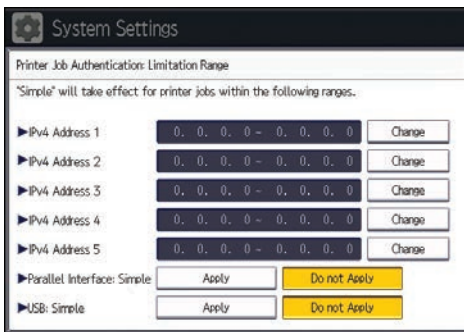 System Settings
Printer Job Authentication: Limitation Range
"Simple" will take effect for printer jobs within the following ranges.
▶IPv4 Address 1 0. 0. 0. 0 - 0. 0. 0. 0 Change
▶IPv4 Address 2 0. 0. 0. 0 - 0. 0. 0. 0 Change
▶IPv4 Address 3 0. 0. 0. 0 - 0. 0. 0. 0 Change
▶IPv4 Address 4 0. 0. 0. 0 - 0. 0. 0. 0 Change
▶IPv4 Address 5 0. 0. 0. 0 - 0. 0. 0. 0 Change
▶Parallel Interface: Simple Apply Do not Apply
▶USB: Simple Apply Do not Apply